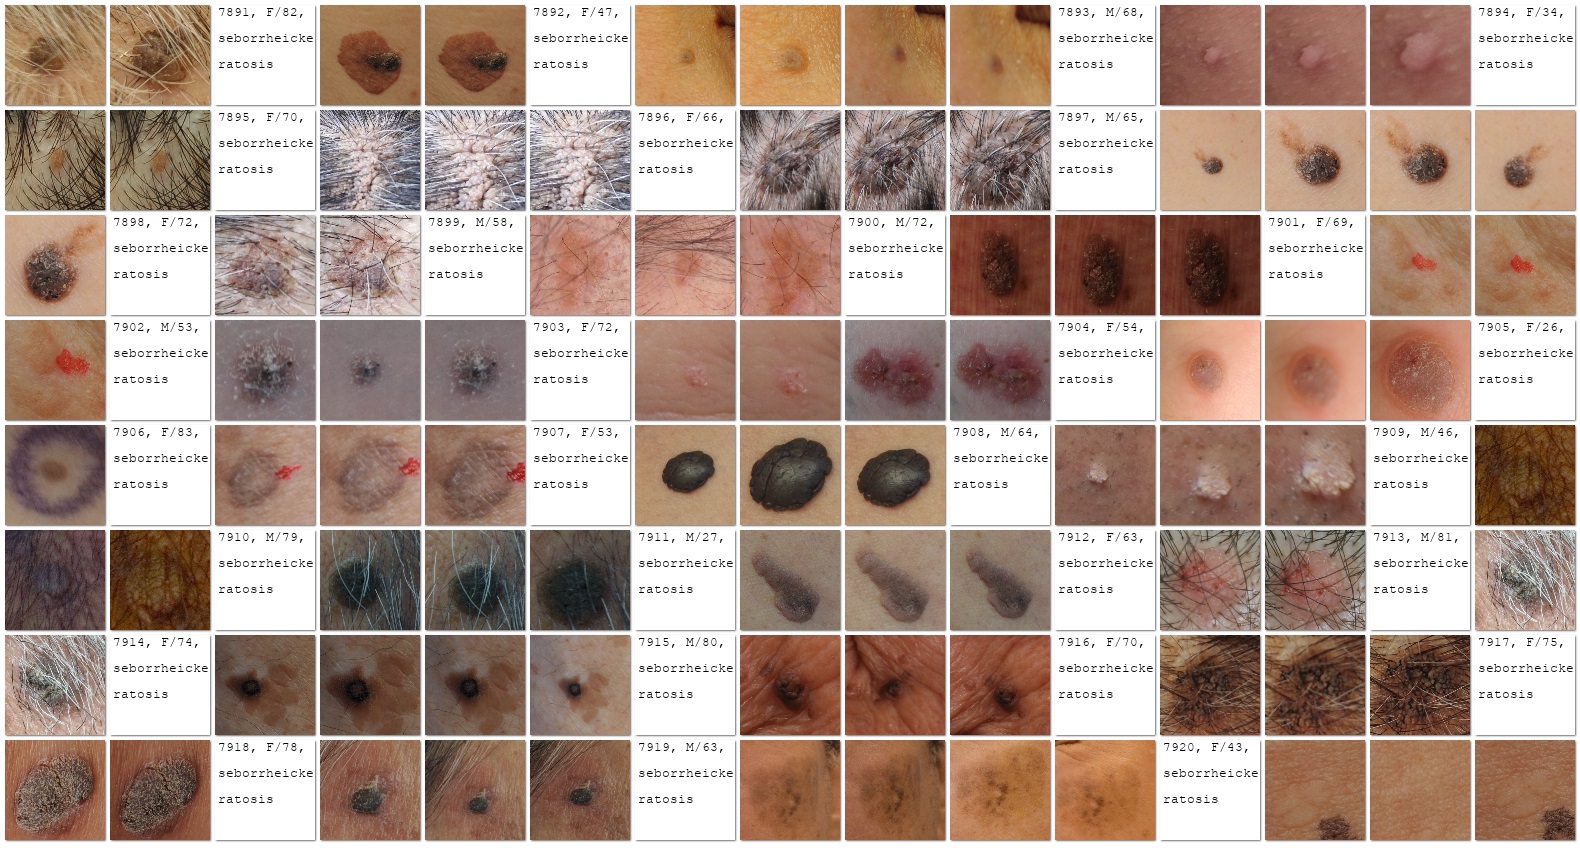 7891, F/82,
seborrheicke
ratosis
7892, F/47,
seborrheicke
ratosis
7893, M/68,
seborrheicke
ratosis
7894, F/34,
seborrheicke
ratosis
7895, F/70,
seborrheicke
ratosis
7896, F/66,
seborrheicke
ratosis
7897, M/65,
seborrheicke
ratosis
7898, F/72,
seborrheicke
ratosis
7899, M/58,
seborrheicke
ratosis
7900, M/72,
seborrheicke
ratosis
7901, F/69,
seborrheicke
ratosis
7902, M/53,
seborrheicke
ratosis
7903, F/72,
seborrheicke
ratosis
7904, F/54,
seborrheicke
ratosis
7905, F/26,
seborrheicke
ratosis
7906, F/83,
seborrheicke
ratosis
7907, F/53,
seborrheicke
ratosis
7908, M/64,
seborrheicke
ratosis
7909, M/46,
seborrheicke
ratosis
7910, M/79,
seborrheicke
ratosis
7911, M/27,
seborrheicke
ratosis
7912, F/63,
seborrheicke
ratosis
7913, M/81,
seborrheicke
ratosis
7914, F/74,
seborrheicke
ratosis
7915, M/80,
seborrheicke
ratosis
7916, F/70,
seborrheicke
ratosis
7917, F/75,
seborrheicke
ratosis
7918, F/78,
seborrheicke
ratosis
7919, M/63,
seborrheicke
ratosis
7920, F/43,
seborrheicke
ratosis